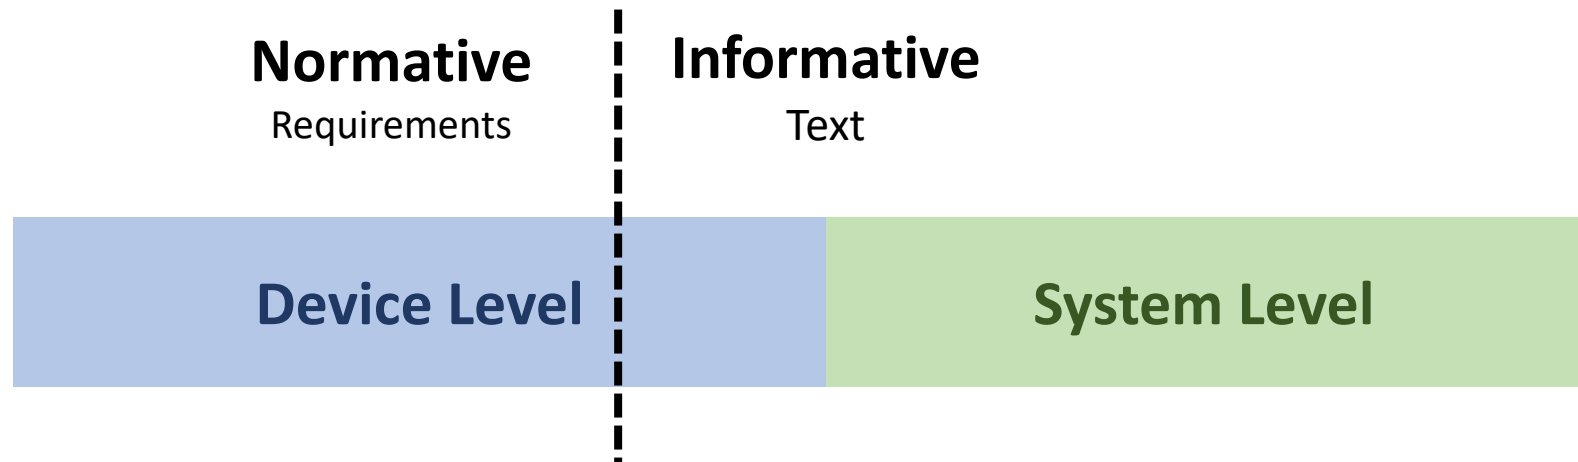 Normative
Requirements
Informative
Text
Device Level
System Level